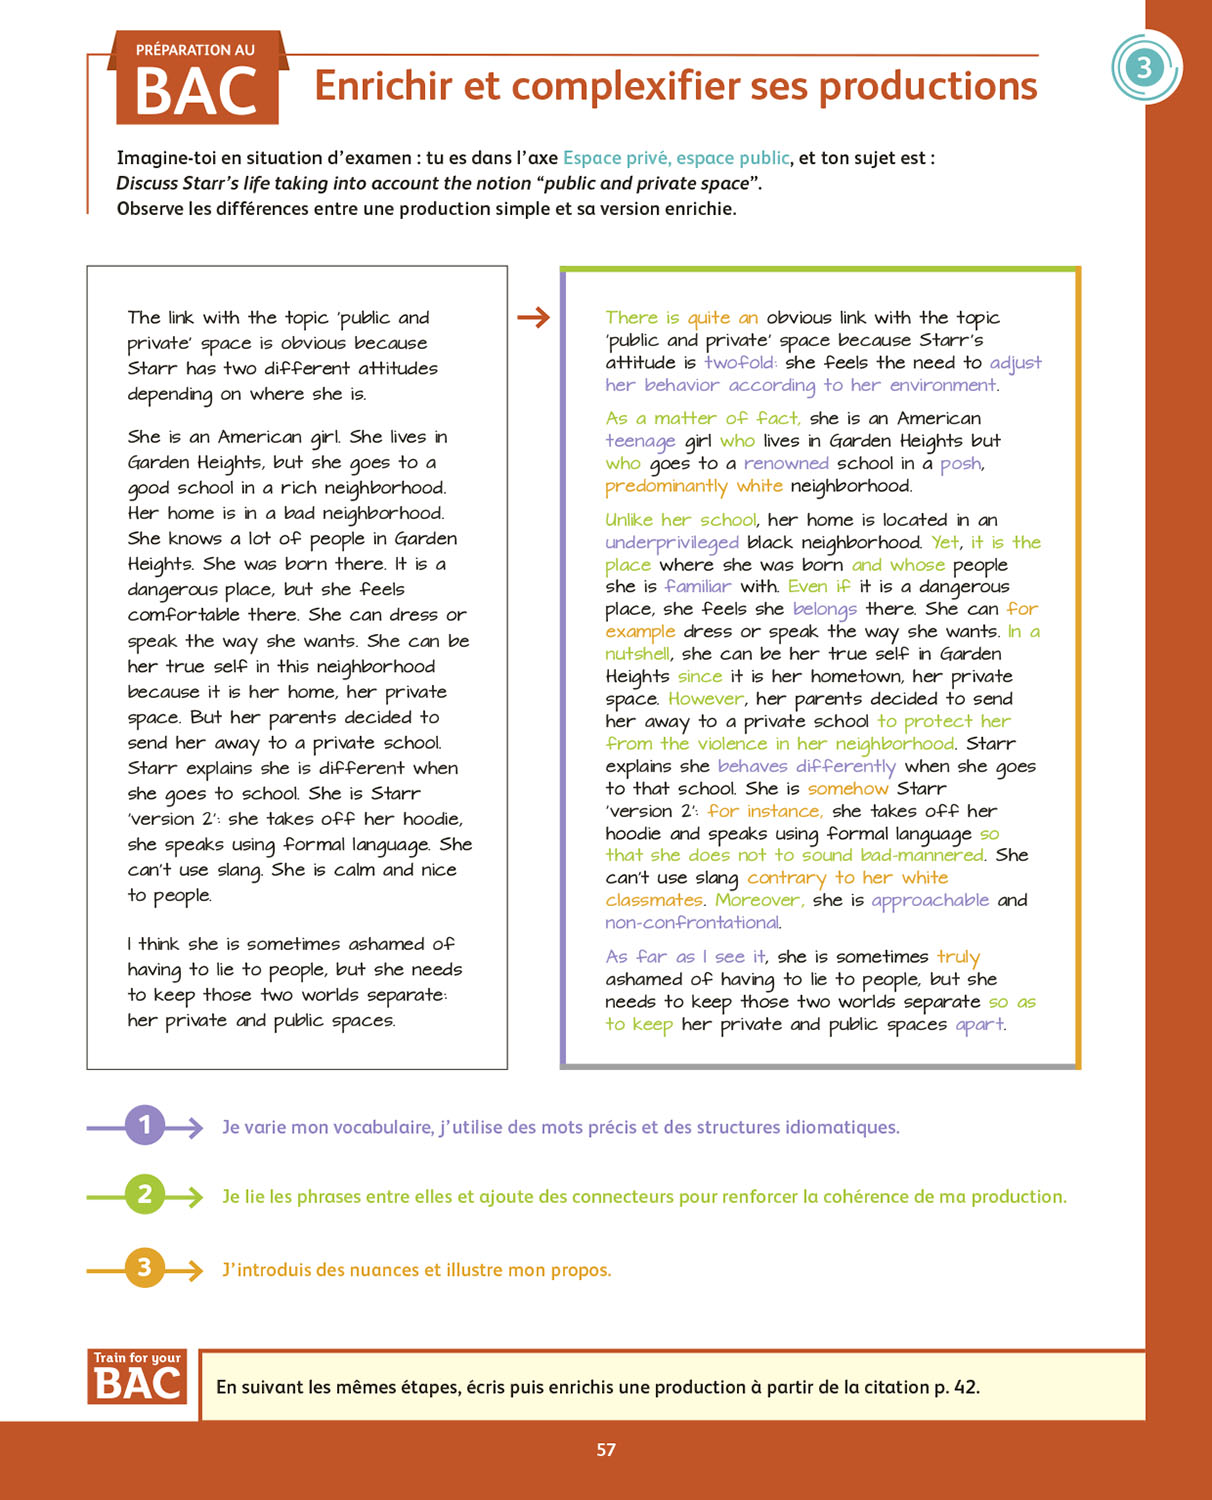 PRÉPARATION AU
BAC
Enrichir et complexifier ses productions
3
Imagine-toi en situation d'examen : tu es dans l'axe Espace privé, espace public, et ton sujet est :
Discuss Starr's life taking into account the notion “public and private space”.
Observe les différences entre une production simple et sa version enrichie.
The link with the topic 'public and
private' space is obvious because
Starr has two different attitudes
depending on where she is.
She is an American girl. She lives in
Garden Heights, but she goes to a
good school in a rich neighborhood.
Her home is in a bad neighborhood.
She knows a lot of people in Garden
Heights. She was born there. It is a
dangerous place, but she feels
comfortable there. She can dress or
speak the way she wants. She can be
her true self in this neighborhood
because it is her home, her private
space. But her parents decided to
send her away to a private school.
Starr explains she is different when
she goes to school. She is Starr
'version 2': she takes off her hoodie,
she speaks using formal language. She
can't use slang. She is calm and nice
to people.
I think she is sometimes ashamed of
having to lie to people, but she needs
to keep those two worlds separate:
her private and public spaces.
There is quite an obvious link with the topic
'public and private' space because Starr's
attitude is twofold: she feels the need to adjust
her behavior according to her environment.
As a matter of fact, she is an American
teenage girl who lives in Garden Heights but
who goes to a renowned school in a posh,
predominantly white neighborhood.
Unlike her school, her home is located in an
underprivileged black neighborhood. Yet, it is the
place where she was born and whose people
she is familiar with. Even if it is a dangerous
place, she feels she belongs there. She can for
example dress or speak the way she wants. In a
nutshell, she can be her true self in Garden
Heights since it is her hometown, her private
space. However, her parents decided to send
her away to a private school to protect her
from the violence in her neighborhood. Starr
explains she behaves differently when she goes
to that school. She is somehow Starr
'version 2': for instance, she takes off her
hoodie and speaks using formal language so
that she does not to sound bad-mannered. She
can't use slang contrary to her white
classmates. Moreover, she is approachable and
non-confrontational.
As far as I see it, she is sometimes truly
ashamed of having to lie to people, but she
needs to keep those two worlds separate so as
to keep her private and public spaces apart.
1 Je varie mon vocabulaire, j'utilise des mots précis et des structures idiomatiques.
2 Je lie les phrases entre elles et ajoute des connecteurs pour renforcer la cohérence de ma production.
3 J'introduis des nuances et illustre mon propos.
Train for your
BAC
En suivant les mêmes étapes, écris puis enrichis une production à partir de la citation p. 42.
57